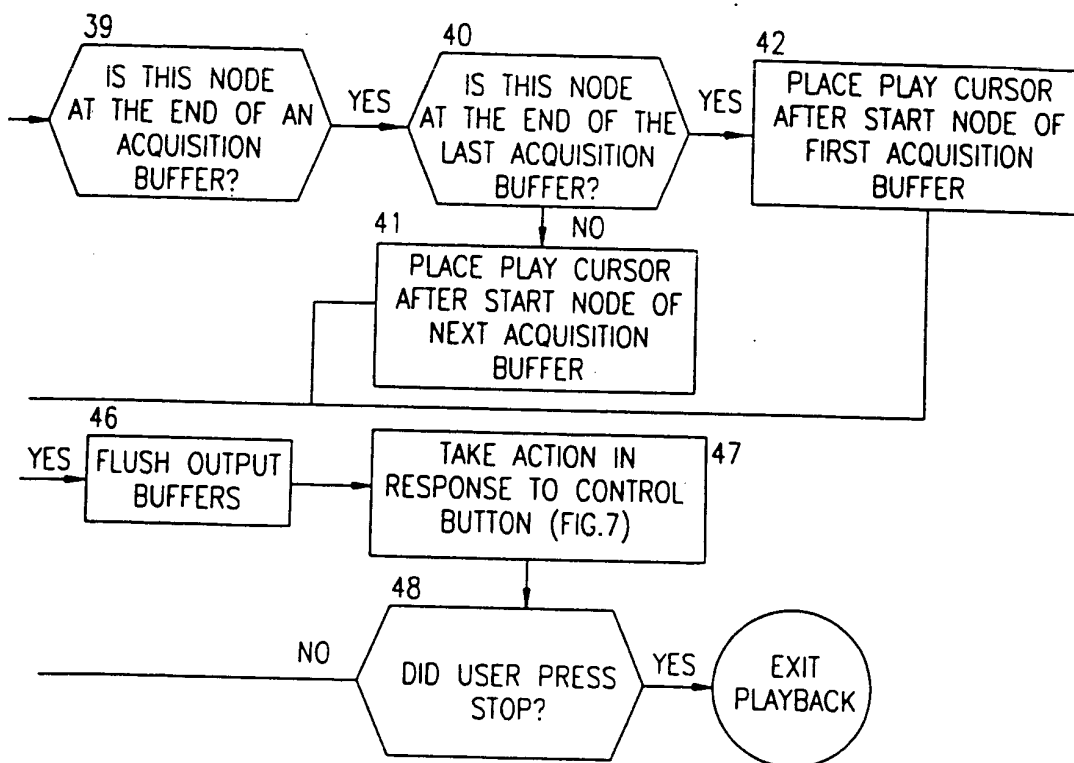 39
IS THIS NODE
AT THE END OF AN
ACQUISITION
BUFFER?
YES
40
IS THIS NODE
AT THE END OF THE
LAST ACQUISITION
BUFFER?
YES
42
PLACE PLAY CURSOR
AFTER START NODE OF
FIRST ACQUISITION
BUFFER
NO
41
PLACE PLAY CURSOR
AFTER START NODE OF
NEXT ACQUISITION
BUFFER
YES
46
FLUSH OUTPUT
BUFFERS
TAKE ACTION IN
RESPONSE TO CONTROL
BUTTON (FIG.7)
47
48
NO
DID USER PRESS
STOP?
YES
EXIT
PLAYBACK